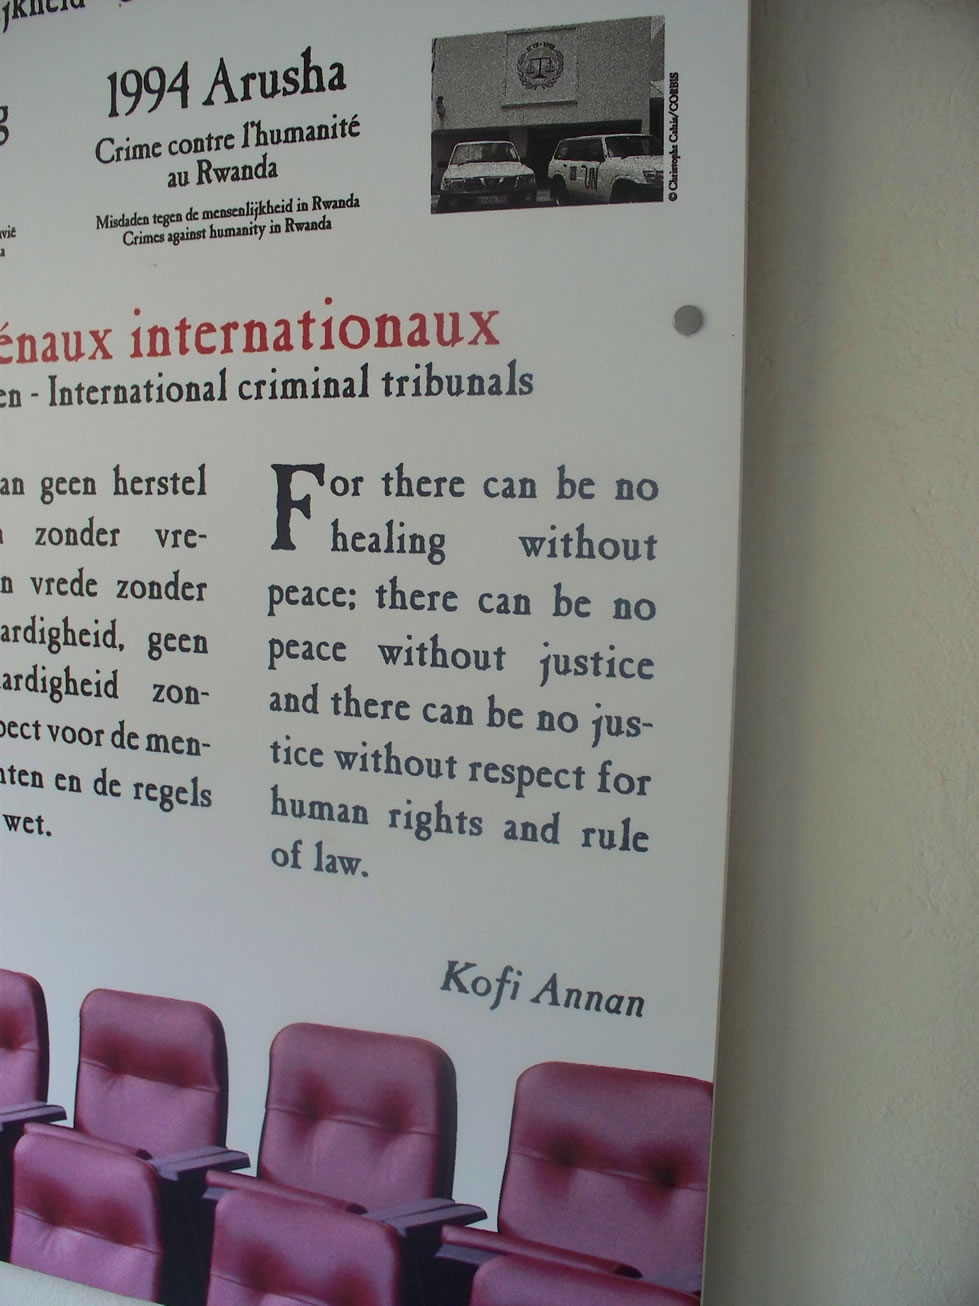 1994 Arusha
Crime contre l'humanité
au Rwanda
Misdaden tegen de mensenlijkheid in Rwanda
Crimes against humanity in Rwanda
© Christophe Calais/CORBIS
UN
énaux internationaux
en - International criminal tribunals
an geen herstel
zonder vre-
n vrede zonder
ardigheid, geen
ardigheid zon-
pect voor de men-
nten en de regels
wet.
For there can be no
healing without
peace; there can be no
peace without justice
and there can be no jus-
tice without respect for
human rights and rule
of law.
Kofi Annan